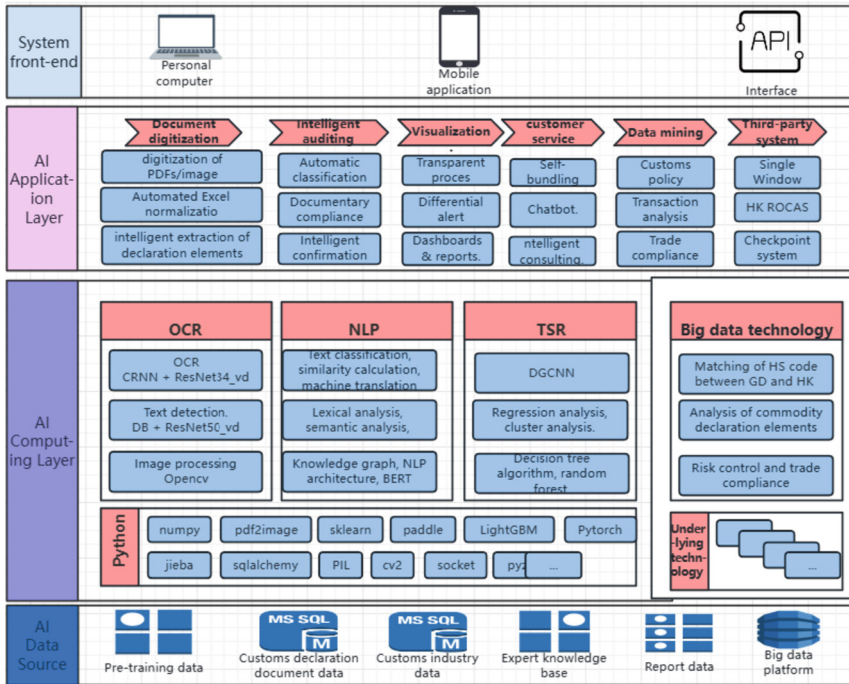 System
front-end
Personal
computer
Mobile
application
API
Interface
AI
Applicat-
ion
Layer
Document
digitization
digitization of
PDFs/image
Automated Excel
normalizatio
intelligent extraction of
declaration elements
Intelligent
auditing
Automatic
classification
Documentary
compliance
Intelligent
confirmation
Visualization
Transparent
proces
Differential
alert
Dashboards
& reports.
customer
service
Self-
bundling
Chatbot.
ntelligent
consulting.
Data mining
Customs
policy
Transaction
analysis
Trade
compliance
Third-party
system
Single
Window
HK ROCAS
Checkpoint
system
AI
Comput-
ing Layer
OCR
OCR
CRNN + ResNet34_vd
Text detection.
DB + ResNet50_vd
Image processing
Opencv
NLP
Text classification,
similarity calculation,
machine translation
Lexical analysis,
semantic analysis,
Knowledge graph, NLP
architecture, BERT
TSR
DGCNN
Regression analysis,
cluster analysis.
Decision tree
algorithm, random
forest
Big data technology
Matching of HS code
between GD and HK
Analysis of commodity
declaration elements
Risk control and trade
compliance
Python
numpy
pdf2image
sklearn
paddle
LightGBM
Pytorch
jieba
sqlalchemy
PIL
cv2
socket
pyz
...
Under
-lying
techn-
ology
...
AI
Data
Source
Pre-training data
MS SQL
M
Customs declaration
document data
MS SQL
M
Customs industry
data
Expert knowledge
base
Report data
Big data
platform